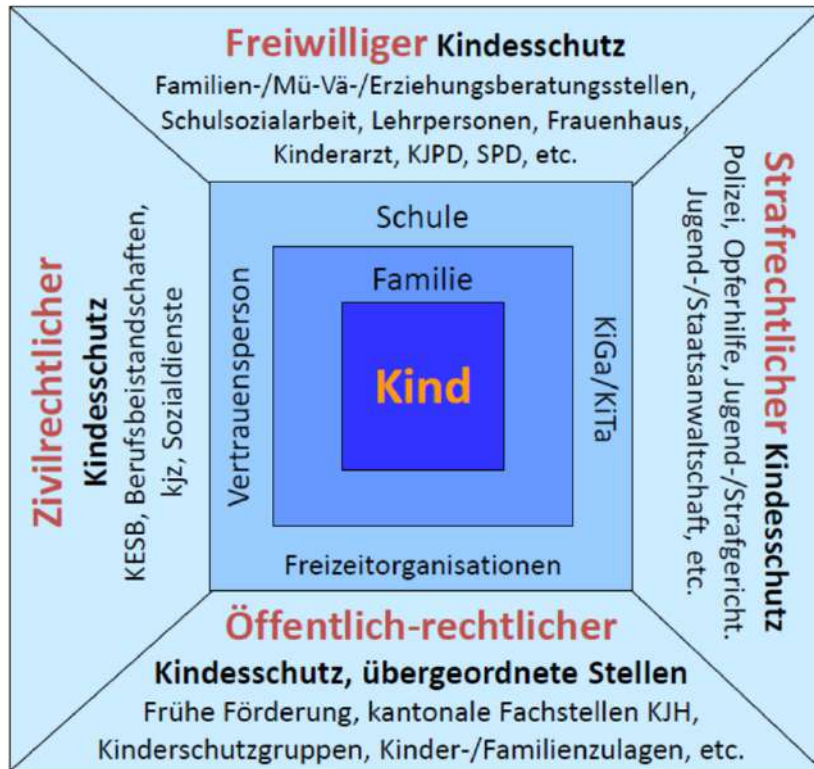 Freiwilliger Kindesschutz
Familien-/Mü-Vä-/Erziehungsberatungsstellen,
Schulsozialarbeit, Lehrpersonen, Frauenhaus,
Kinderarzt, KJPD, SPD, etc.
Zivilrechtlicher
Kindesschutz
KESB, Berufsbeistandschaften,
kjz, Sozialdienste
Schule
Vertrauensperson
Familie
Kind
KiGa/KiTa
Freizeitorganisationen
Strafrechtlicher Kindesschutz
Polizei, Opferhilfe, Jugend-/Strafgericht.
Jugend-/Staatsanwaltschaft, etc.
Öffentlich-rechtlicher
Kindesschutz, übergeordnete Stellen
Frühe Förderung, kantonale Fachstellen KJH,
Kinderschutzgruppen, Kinder-/Familienzulagen, etc.